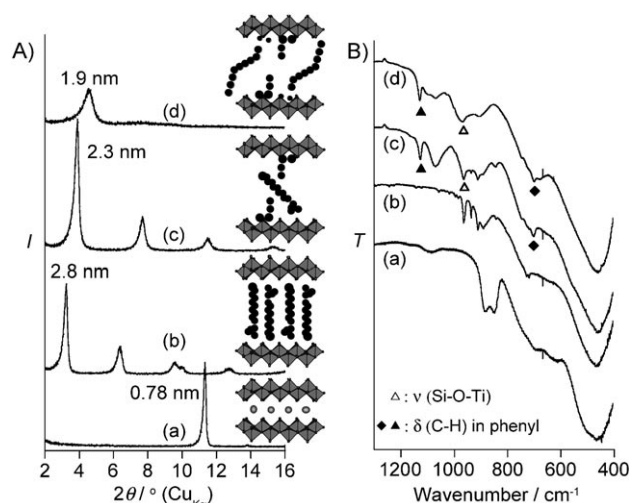 A)
1.9 nm
(d)
2.3 nm
I
(c)
2.8 nm
(b)
0.78 nm
(a)
2 4 6 8 10 12 14 16
2θ / ° (CuKα)
B)
(d)
(c)
(b)
(a)
T
△ : ν (Si-O-Ti)
◆ ▲ : δ (C-H) in phenyl
1200 1000 800 600 400
Wavenumber / cm-1